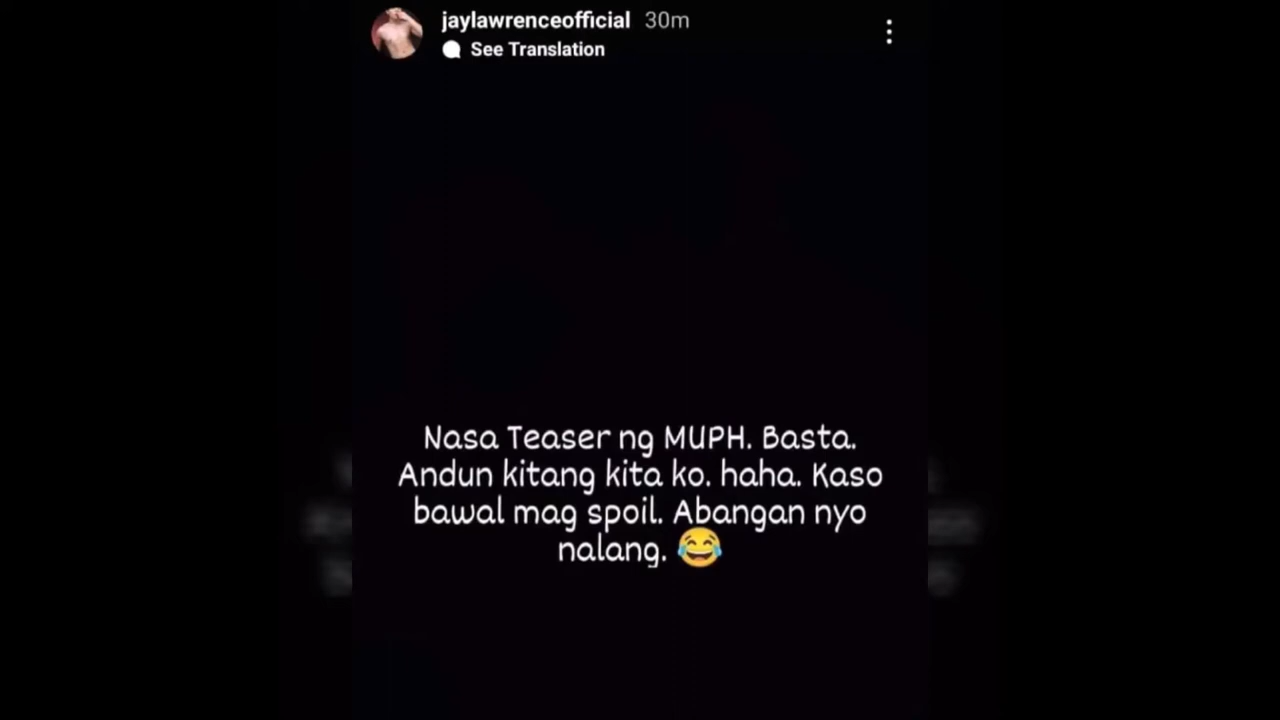 jaylawrenceofficial 30m
See Translation
Nasa Teaser ng MUPH. Basta.
Andun kitang kita ko. haha. Kaso
bawal mag spoil. Abangan nyo
nalang. 😂